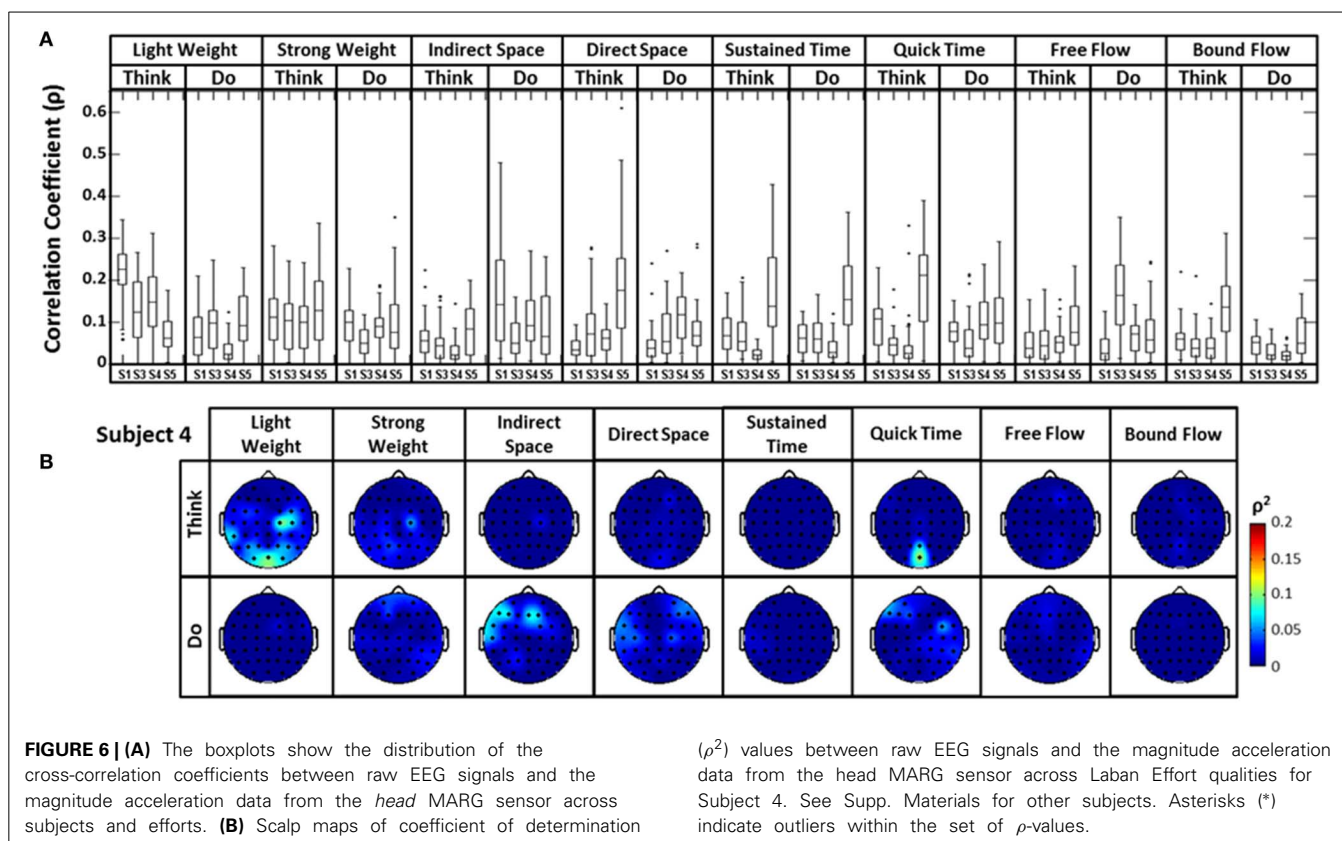 A
Light Weight Strong Weight Indirect Space Direct Space Sustained Time Quick Time Free Flow Bound Flow
Think Do Think Do Think Do Think Do Think Do Think Do Think Do Think Do
Correlation Coefficient (ρ)
0.6
0.5
0.4
0.3
0.2
0.1
0
S1 S3 S4 S5 S1 S3 S4 S5 S1 S3 S4 S5 S1 S3 S4 S5 S1 S3 S4 S5 S1 S3 S4 S5 S1 S3 S4 S5 S1 S3 S4 S5 S1 S3 S4 S5 S1 S3 S4 S5 S1 S3 S4 S5 S1 S3 S4 S5 S1 S3 S4 S5 S1 S3 S4 S5 S1 S3 S4 S5 S1 S3 S4 S5
Subject 4
B
Light Weight
Strong Weight
Indirect Space
Direct Space
Sustained Time
Quick Time
Free Flow
Bound Flow
Think
Do
ρ²
0.2
0.15
0.1
0.05
0
FIGURE 6 | (A) The boxplots show the distribution of the
cross-correlation coefficients between raw EEG signals and the
magnitude acceleration data from the head MARG sensor across
subjects and efforts. (B) Scalp maps of coefficient of determination
(ρ²) values between raw EEG signals and the magnitude acceleration
data from the head MARG sensor across Laban Effort qualities for
Subject 4. See Supp. Materials for other subjects. Asterisks (*)
indicate outliers within the set of ρ-values.